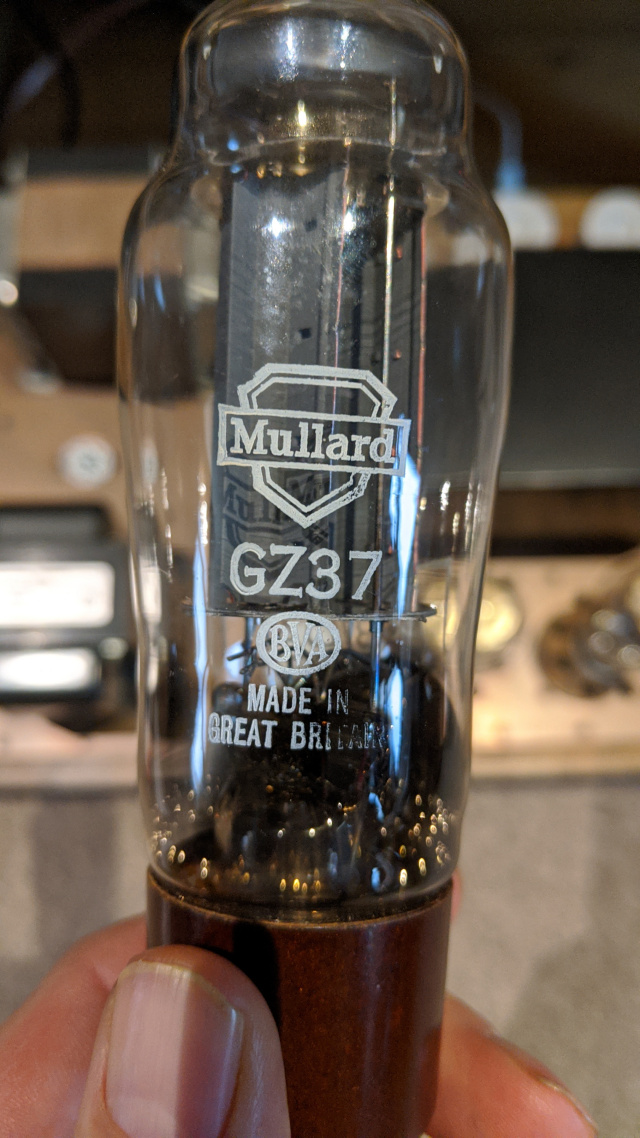 Mullard
GZ37
BVA
MADE IN
GREAT BRITAIN